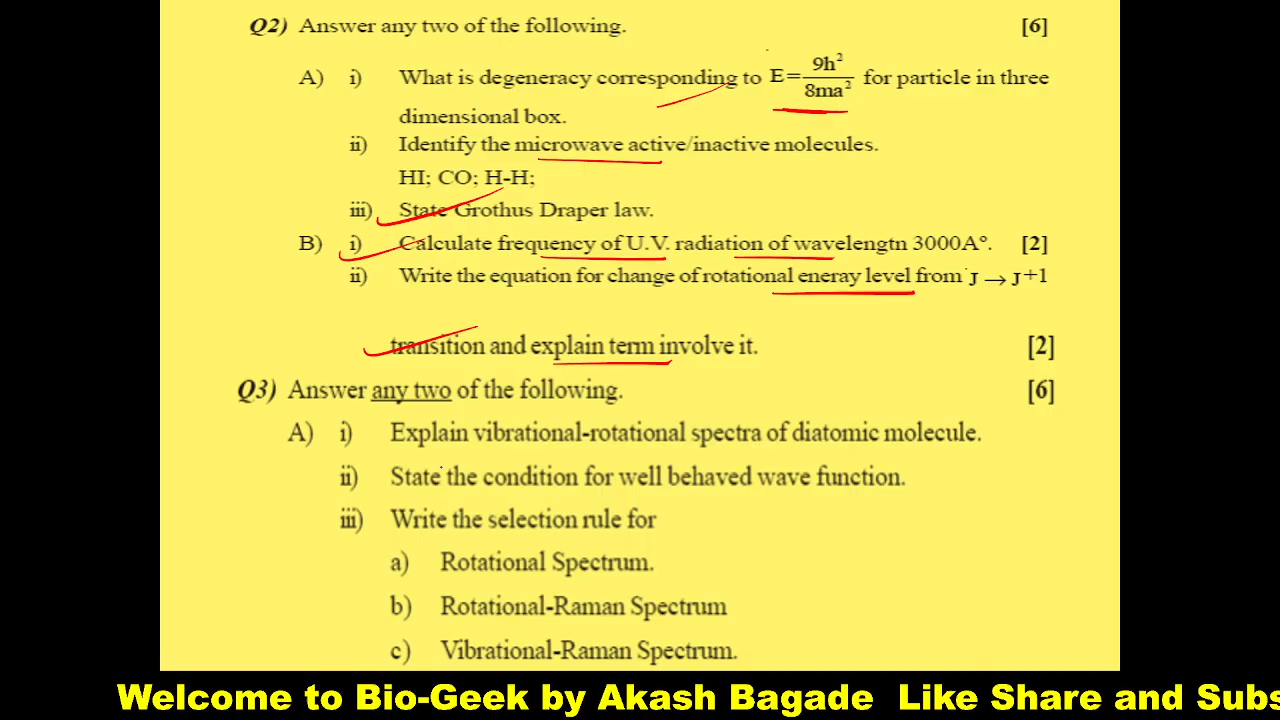 Q2) Answer any two of the following. [6]
A) i) What is degeneracy corresponding to E=9h²/8ma² for particle in three
dimensional box.
ii) Identify the microwave active/inactive molecules.
HI; CO; H-H;
iii) State Grothus Draper law.
B) i) Calculate frequency of U.V. radiation of wavelengtn 3000A°. [2]
ii) Write the equation for change of rotational eneray level from J → J+1
transition and explain term involve it. [2]
Q3) Answer any two of the following. [6]
A) i) Explain vibrational-rotational spectra of diatomic molecule.
ii) State the condition for well behaved wave function.
iii) Write the selection rule for
a) Rotational Spectrum.
b) Rotational-Raman Spectrum
c) Vibrational-Raman Spectrum.
Welcome to Bio-Geek by Akash Bagade Like Share and Subs